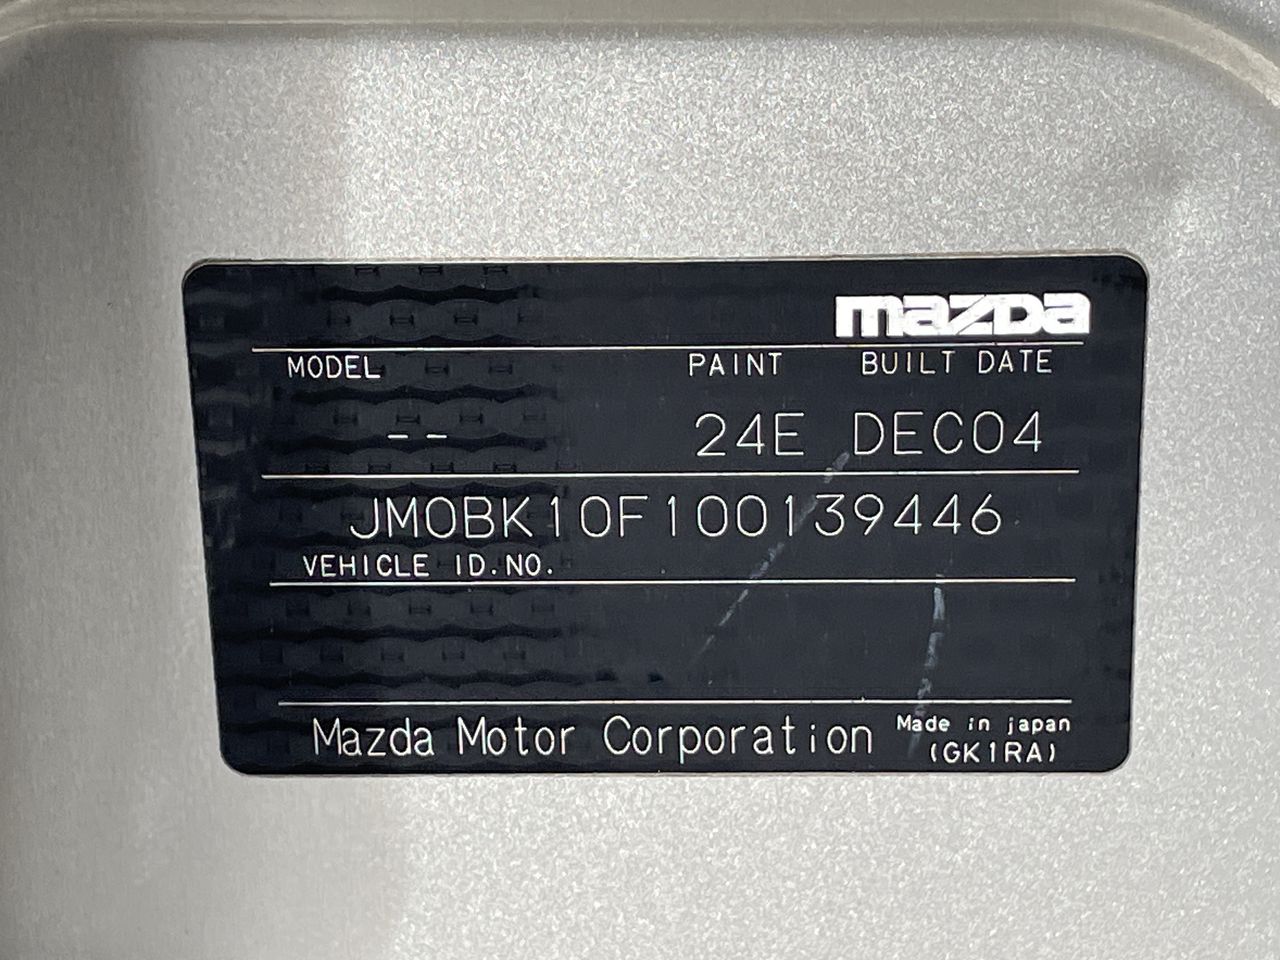 mazda
MODEL PAINT BUILT DATE
-- 24E DEC04
JM0BK10F100139446
VEHICLE ID.NO.
Mazda Motor Corporation Made in japan
(GK1RA)